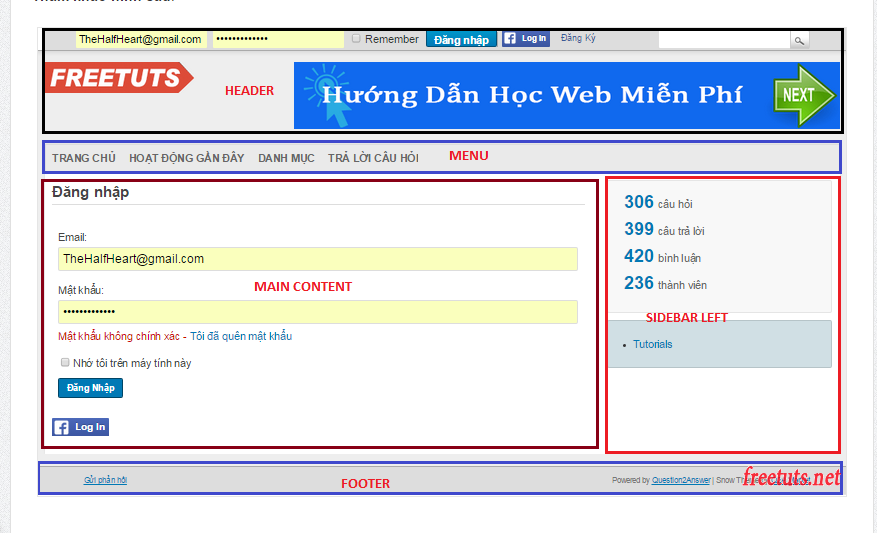 TheHalfHeart@gmail.com ••••••••••••• Remember Đăng nhập Log In Đăng Ký
FREETUTS HEADER Hướng Dẫn Học Web Miễn Phí NEXT
TRANG CHỦ HOẠT ĐỘNG GẦN ĐÂY DANH MỤC TRẢ LỜI CÂU HỎI MENU
Đăng nhập
Email:
TheHalfHeart@gmail.com
Mật khẩu:
MAIN CONTENT
•••••••••••••
Mật khẩu không chính xác - Tôi đã quên mật khẩu
Nhớ tôi trên máy tính này
Đăng Nhập
Log In
306 câu hỏi
399 câu trả lời
420 bình luận
236 thành viên
SIDEBAR LEFT
Tutorials
Gửi phản hồi FOOTER Powered by Question2Answer | Snow
freetuts.net